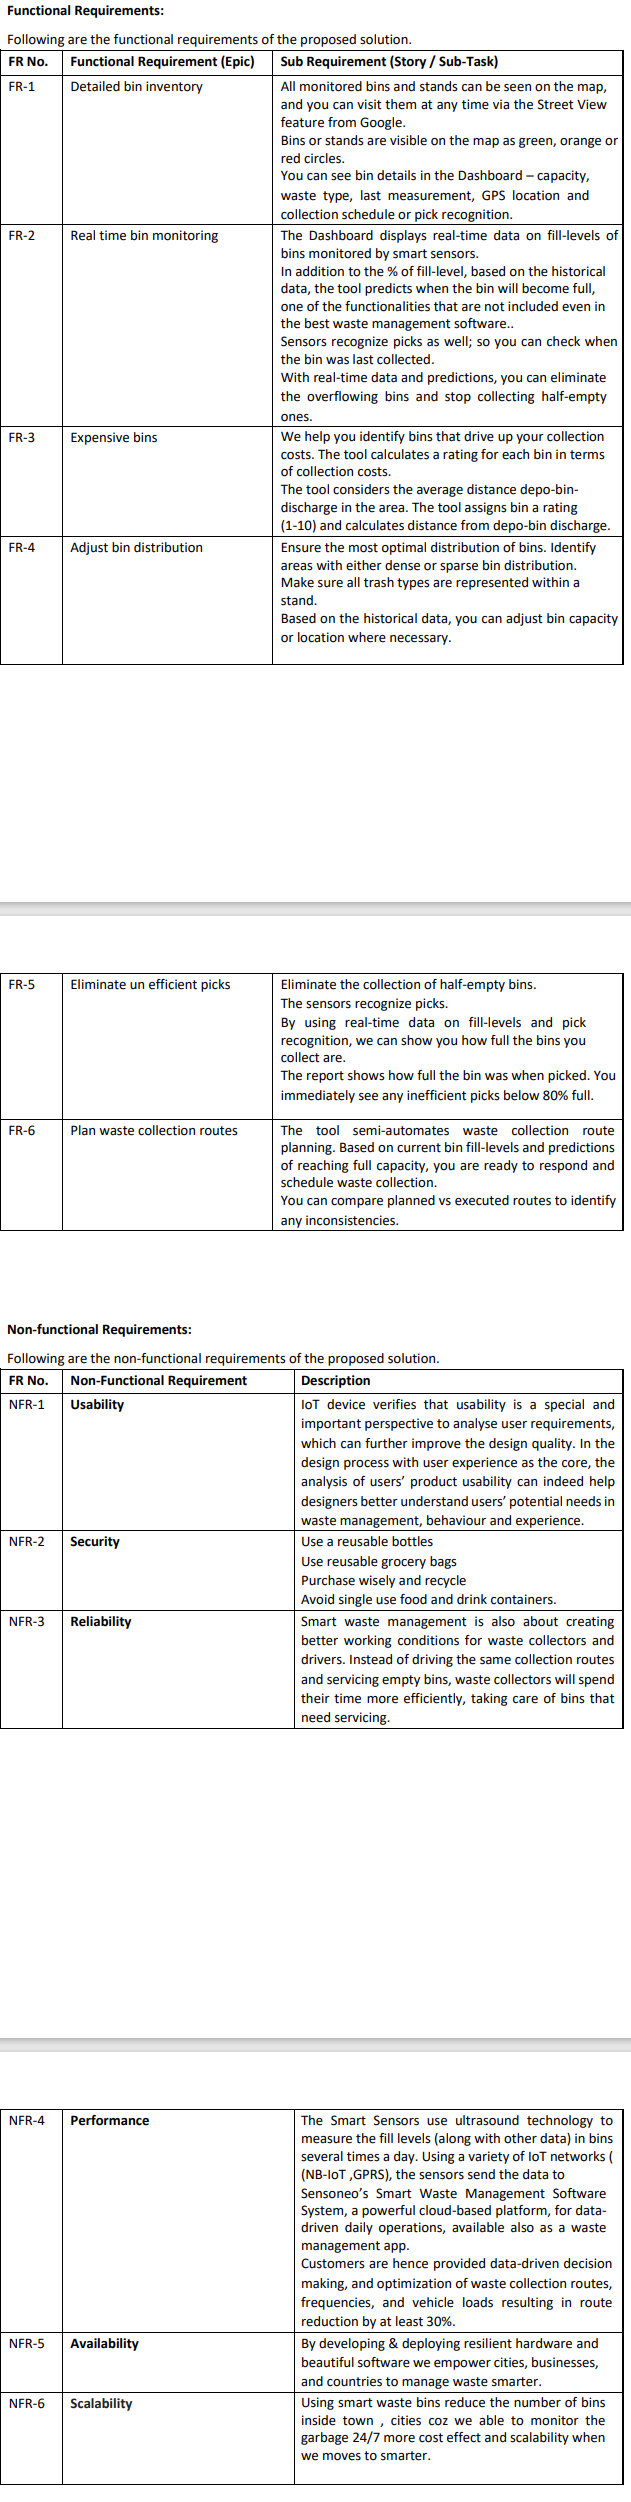 Functional Requirements:
Following are the functional requirements of the proposed solution.
FR No. Functional Requirement (Epic) Sub Requirement (Story / Sub-Task)
FR-1 Detailed bin inventory All monitored bins and stands can be seen on the map,
and you can visit them at any time via the Street View
feature from Google.
Bins or stands are visible on the map as green, orange or
red circles.
You can see bin details in the Dashboard – capacity,
waste type, last measurement, GPS location and
collection schedule or pick recognition.
FR-2 Real time bin monitoring The Dashboard displays real-time data on fill-levels of
bins monitored by smart sensors.
In addition to the % of fill-level, based on the historical
data, the tool predicts when the bin will become full,
one of the functionalities that are not included even in
the best waste management software..
Sensors recognize picks as well; so you can check when
the bin was last collected.
With real-time data and predictions, you can eliminate
the overflowing bins and stop collecting half-empty
ones.
FR-3 Expensive bins We help you identify bins that drive up your collection
costs. The tool calculates a rating for each bin in terms
of collection costs.
The tool considers the average distance depo-bin-
discharge in the area. The tool assigns bin a rating
(1-10) and calculates distance from depo-bin discharge.
FR-4 Adjust bin distribution Ensure the most optimal distribution of bins. Identify
areas with either dense or sparse bin distribution.
Make sure all trash types are represented within a
stand.
Based on the historical data, you can adjust bin capacity
or location where necessary.
FR-5 Eliminate un efficient picks Eliminate the collection of half-empty bins.
The sensors recognize picks.
By using real-time data on fill-levels and pick
recognition, we can show you how full the bins you
collect are.
The report shows how full the bin was when picked. You
immediately see any inefficient picks below 80% full.
FR-6 Plan waste collection routes The tool semi-automates waste collection route
planning. Based on current bin fill-levels and predictions
of reaching full capacity, you are ready to respond and
schedule waste collection.
You can compare planned vs executed routes to identify
any inconsistencies.
Non-functional Requirements:
Following are the non-functional requirements of the proposed solution.
FR No. Non-Functional Requirement Description
NFR-1 Usability IoT device verifies that usability is a special and
important perspective to analyse user requirements,
which can further improve the design quality. In the
design process with user experience as the core, the
analysis of users’ product usability can indeed help
designers better understand users’ potential needs in
waste management, behaviour and experience.
NFR-2 Security Use a reusable bottles
Use reusable grocery bags
Purchase wisely and recycle
Avoid single use food and drink containers.
NFR-3 Reliability Smart waste management is also about creating
better working conditions for waste collectors and
drivers. Instead of driving the same collection routes
and servicing empty bins, waste collectors will spend
their time more efficiently, taking care of bins that
need servicing.
NFR-4 Performance The Smart Sensors use ultrasound technology to
measure the fill levels (along with other data) in bins
several times a day. Using a variety of IoT networks (
(NB-IoT ,GPRS), the sensors send the data to
Sensoneo’s Smart Waste Management Software
System, a powerful cloud-based platform, for data-
driven daily operations, available also as a waste
management app.
Customers are hence provided data-driven decision
making, and optimization of waste collection routes,
frequencies, and vehicle loads resulting in route
reduction by at least 30%.
NFR-5 Availability By developing & deploying resilient hardware and
beautiful software we empower cities, businesses,
and countries to manage waste smarter.
NFR-6 Scalability Using smart waste bins reduce the number of bins
inside town , cities coz we able to monitor the
garbage 24/7 more cost effect and scalability when
we moves to smarter.